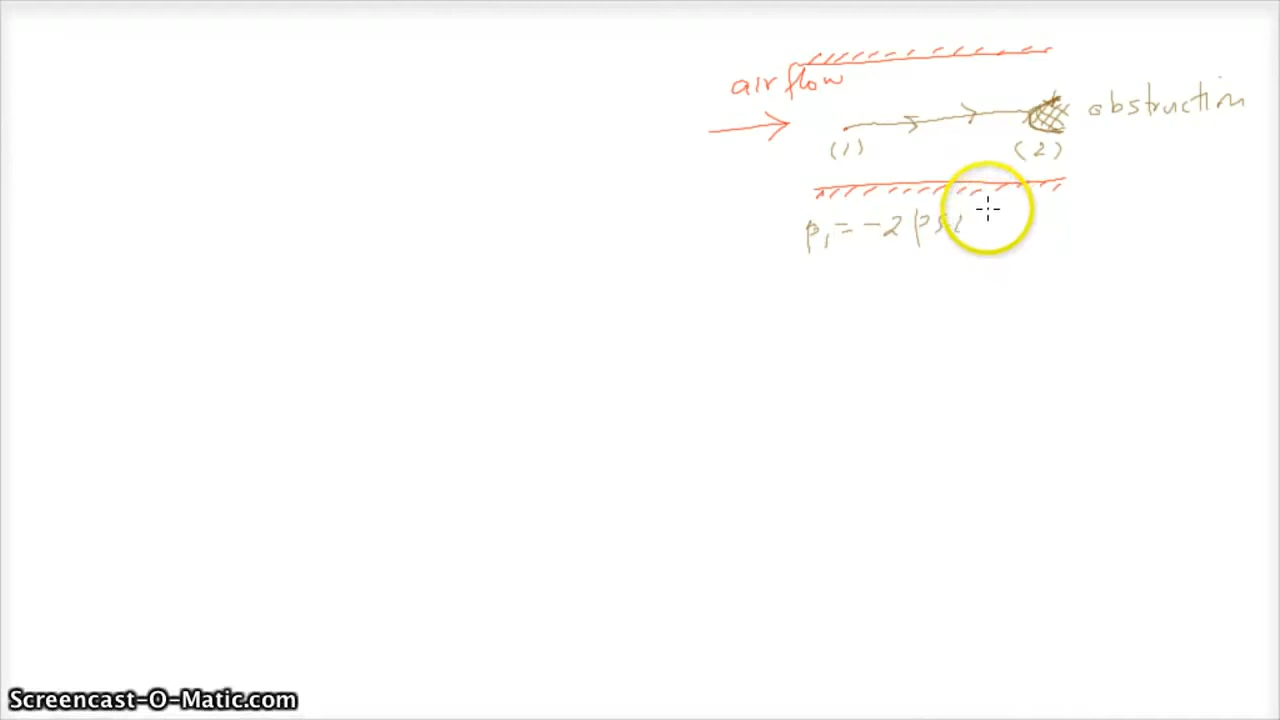 air flow
obstruction
(1)
(2)
p₁ = -2 psi
Screencast-O-Matic.com